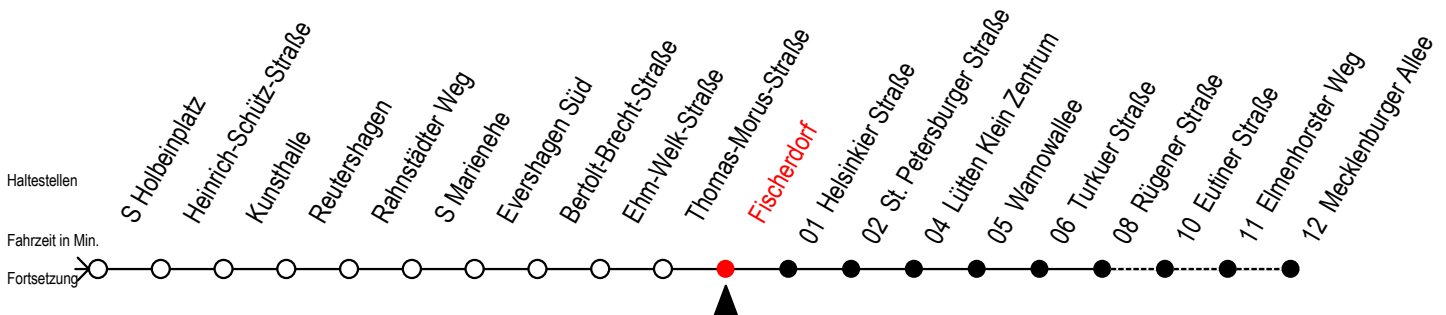 Haltestellen
Fahrzeit in Min.
Fortsetzung
S Holbeinplatz
Heinrich-Schütz-Straße
Kunsthalle
Reutershagen
Rahnstädter Weg
S Marienehe
Evershagen Süd
Bertolt-Brecht-Straße
Ehm-Welk-Straße
Thomas-Morus-Straße
Fischerdorf
01 Helsinkier Straße
02 St. Petersburger Straße
04 Lütten Klein Zentrum
05 Warnowallee
06 Turkuer Straße
08 Rügener Straße
10 Eutiner Straße
11 Elmenhorster Weg
12 Mecklenburger Allee